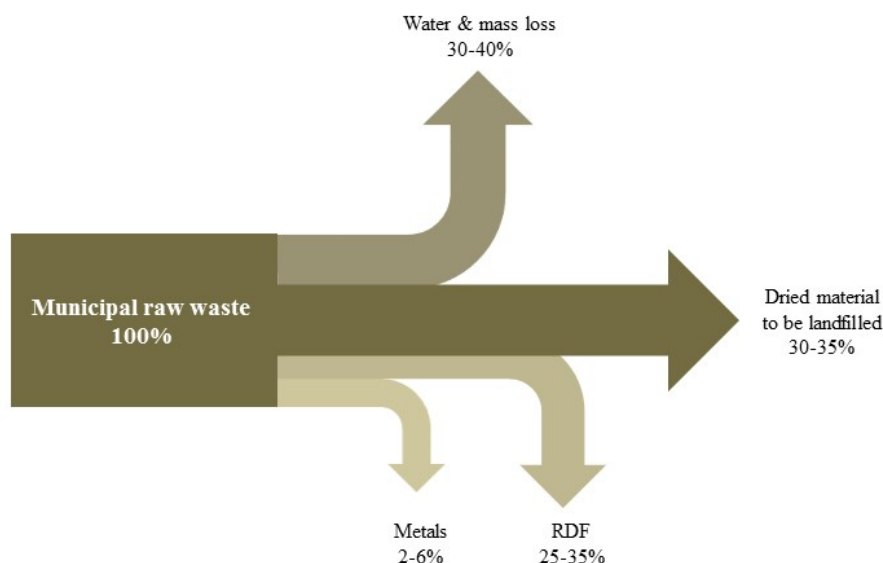 Water & mass loss
30-40%
Municipal raw waste
100%
Dried material
to be landfilled
30-35%
Metals
2-6%
RDF
25-35%